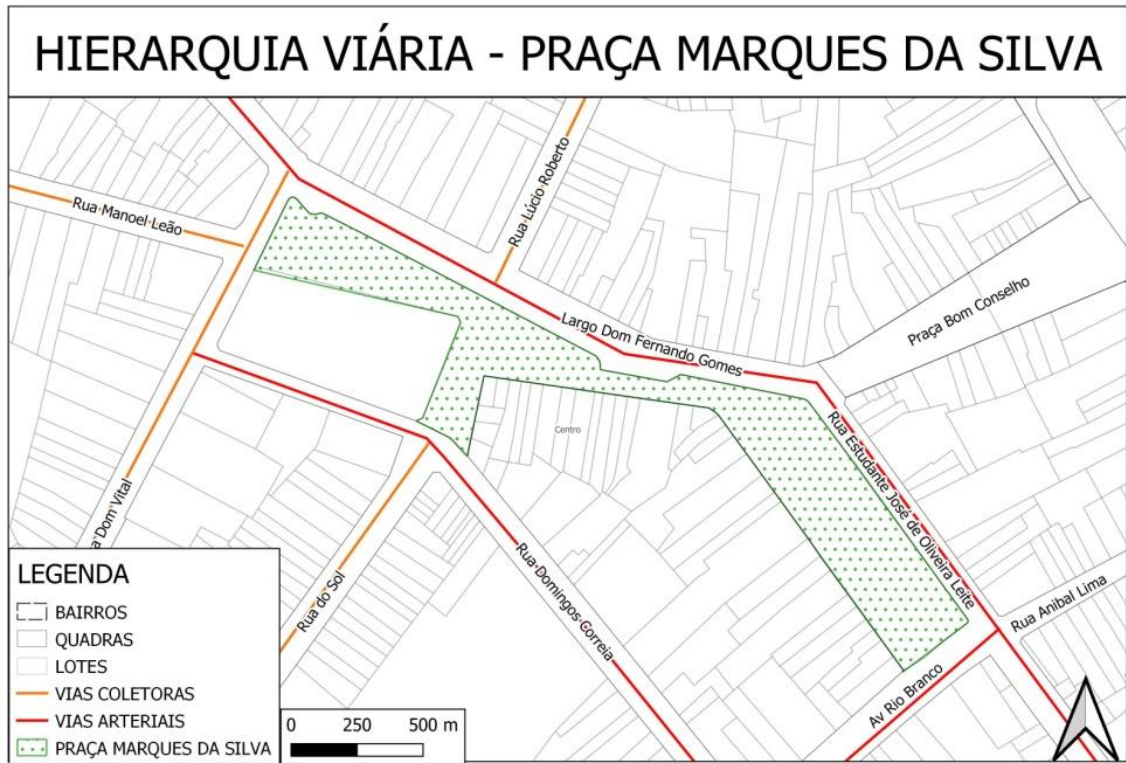 HIERARQUIA VIÁRIA - PRAÇA MARQUES DA SILVA
Rua Manoel Leão
Rua Lúcio Roberto
Largo Dom Fernando Gomes
Praça Bom Conselho
Centro
Rua Estudante José de Oliveira Leite
a Dom Vital
Rua do Sol
Rua Domingos Correia
Rua Anibal Lima
Av Rio Branco
LEGENDA
BAIRROS
QUADRAS
LOTES
VIAS COLETORAS
VIAS ARTERIAIS
PRAÇA MARQUES DA SILVA
0 250 500 m